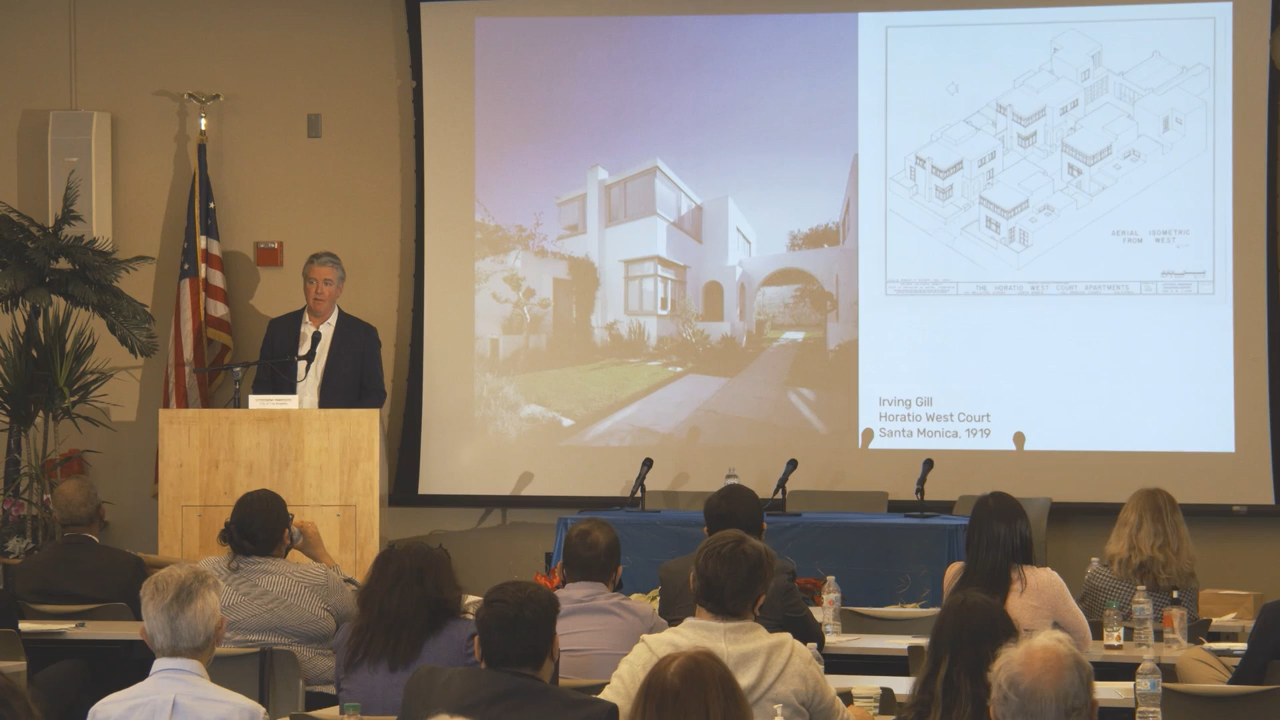 AERIAL ISOMETRIC
FROM WEST
THE HORATIO WEST COURT APARTMENTS
Irving Gill
Horatio West Court
Santa Monica, 1919